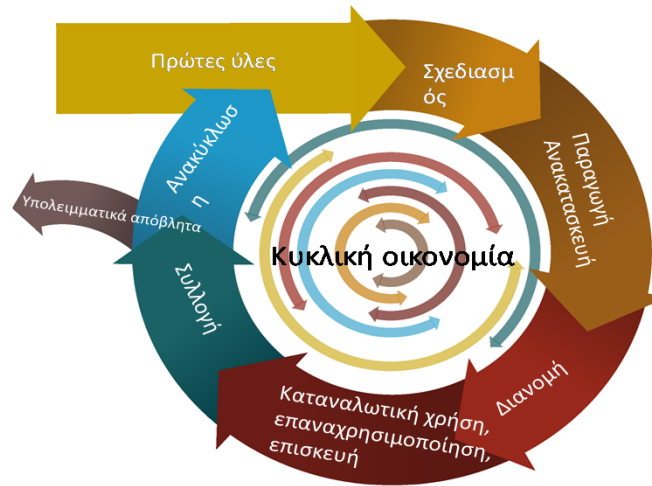 Πρώτες ύλες
Σχεδιασμ
ός
Παραγωγή
Ανακατασκευή
Διανομή
Καταναλωτική χρήση,
επαναχρησιμοποίηση,
επισκευή
Συλλογή
Υπολειμματικά απόβλητα
Ανακύκλωσ
η
Κυκλική οικονομία